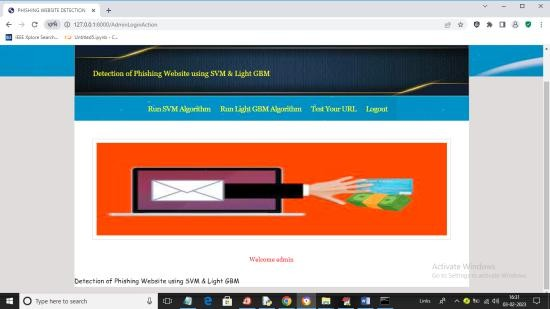 PHISHING WEBSITE DETECTION
127.0.0.1:8000/AdminLoginAction
IEEE Xplore Search...
Untitled5.ipynb - C...
Detection of Phishing Website using SVM & Light GBM
Run SVM Algorithm Run Light GBM Algorithm Test Your URL Logout
Welcome admin
Activate Windows
Go to Settings to activate Windows.
Detection of Phishing Website using SVM & Light GBM
Type here to search
Links
16:31
03-02-2023